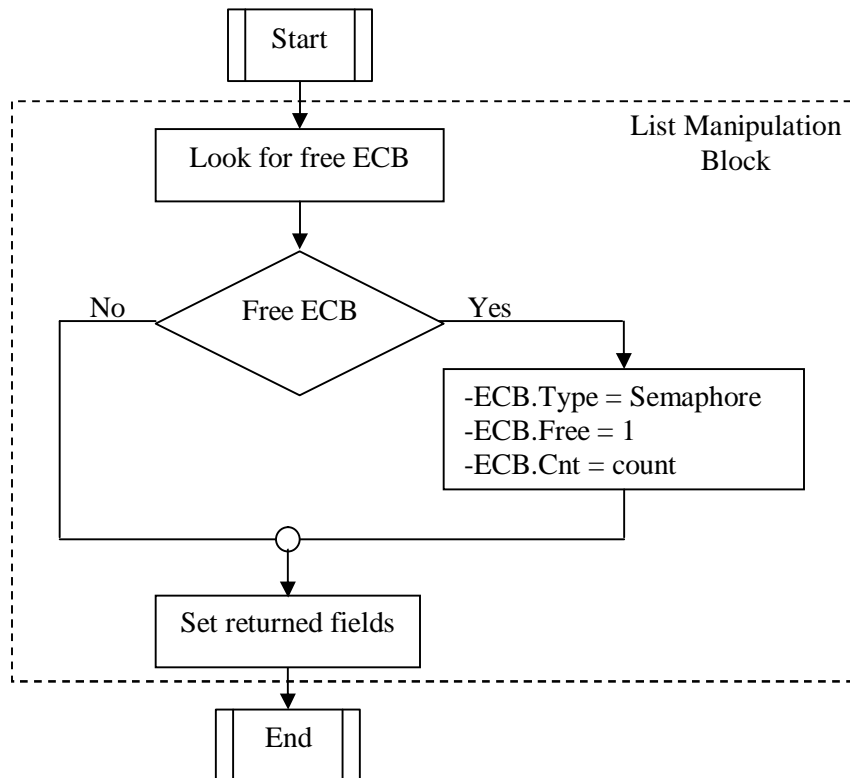 Start
List Manipulation
Block
Look for free ECB
Free ECB
No
Yes
-ECB.Type = Semaphore
-ECB.Free = 1
-ECB.Cnt = count
Set returned fields
End